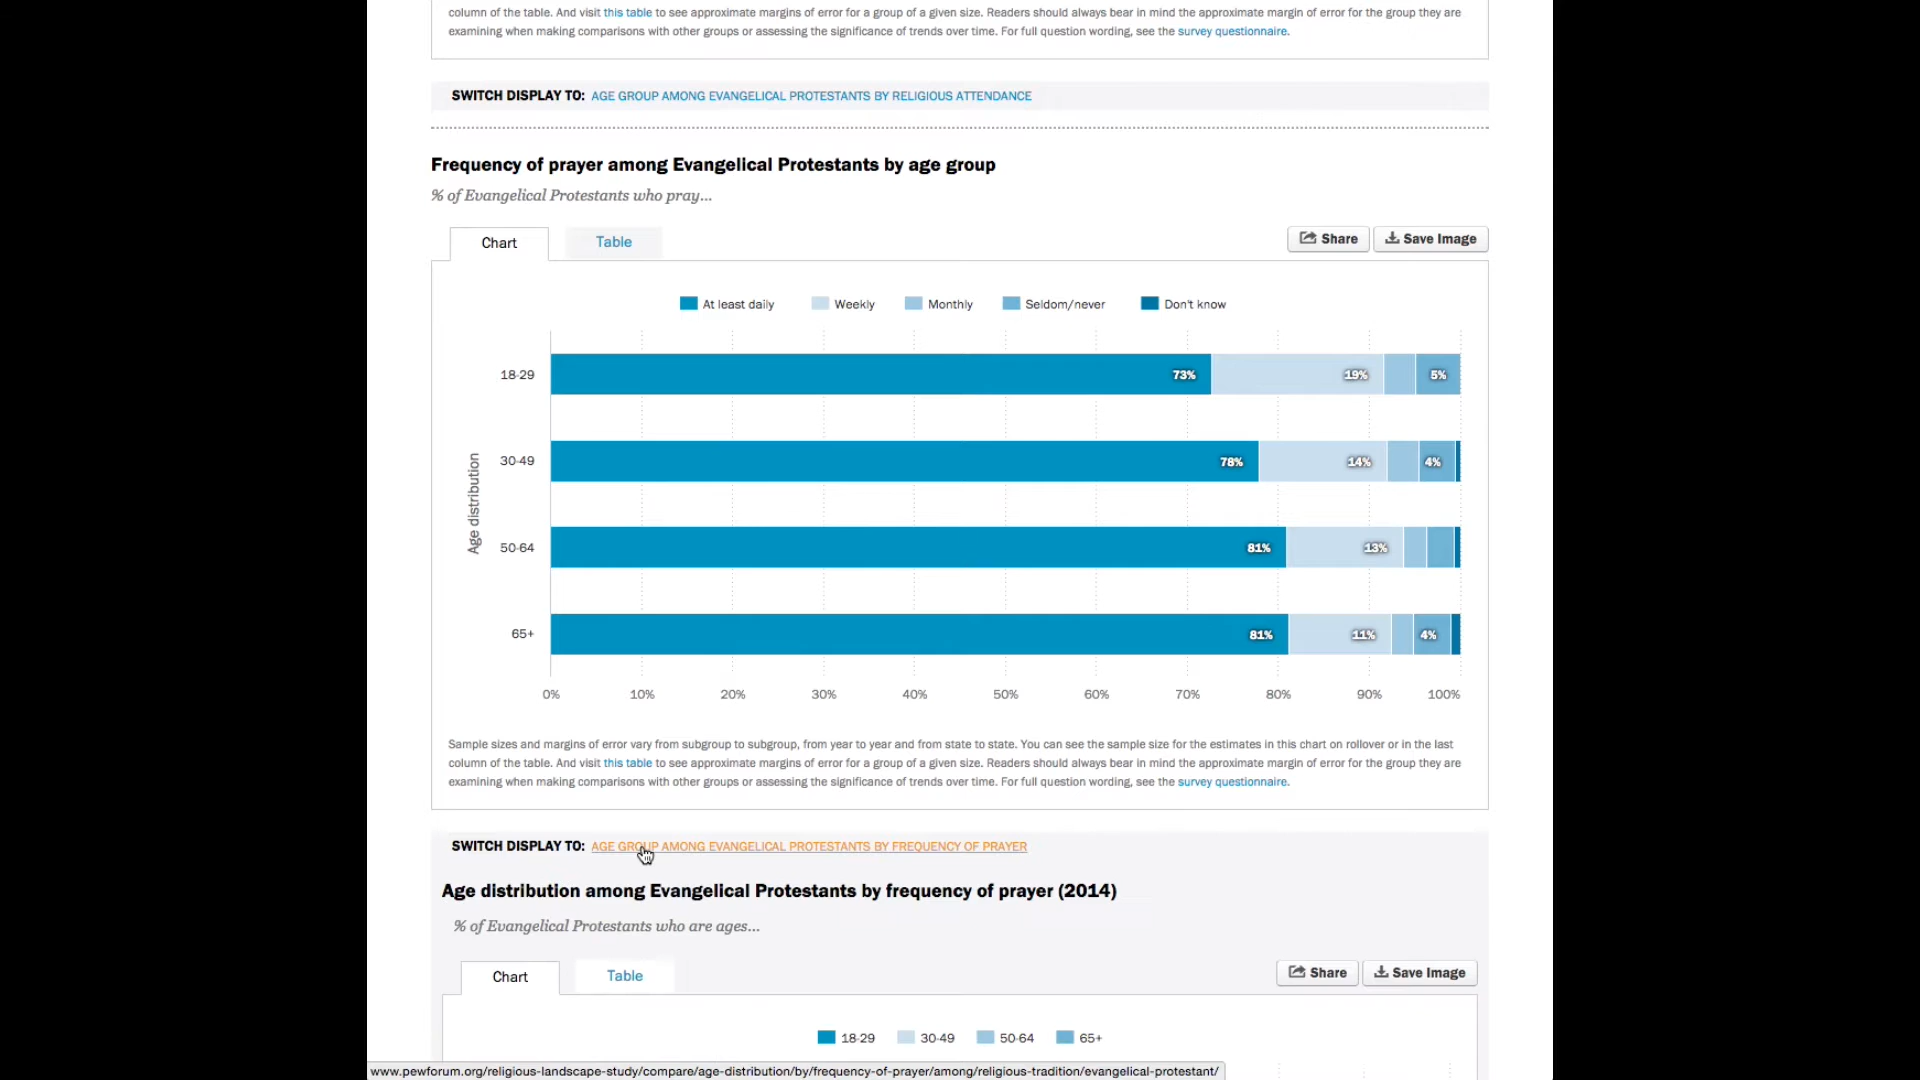 column of the table. And visit this table to see approximate margins of error for a group of a given size. Readers should always bear in mind the approximate margin of error for the group they are
examining when making comparisons with other groups or assessing the significance of trends over time. For full question wording, see the survey questionnaire.
SWITCH DISPLAY TO: AGE GROUP AMONG EVANGELICAL PROTESTANTS BY RELIGIOUS ATTENDANCE
Frequency of prayer among Evangelical Protestants by age group
% of Evangelical Protestants who pray...
Chart Table Share Save Image
At least daily Weekly Monthly Seldom/never Don't know
18-29 73% 19% 5%
30-49 78% 14% 4%
Age distribution
50-64 81% 13%
65+ 81% 11% 4%
0% 10% 20% 30% 40% 50% 60% 70% 80% 90% 100%
Sample sizes and margins of error vary from subgroup to subgroup, from year to year and from state to state. You can see the sample size for the estimates in this chart on rollover or in the last
column of the table. And visit this table to see approximate margins of error for a group of a given size. Readers should always bear in mind the approximate margin of error for the group they are
examining when making comparisons with other groups or assessing the significance of trends over time. For full question wording, see the survey questionnaire.
SWITCH DISPLAY TO: AGE GROUP AMONG EVANGELICAL PROTESTANTS BY FREQUENCY OF PRAYER
Age distribution among Evangelical Protestants by frequency of prayer (2014)
% of Evangelical Protestants who are ages...
Chart Table Share Save Image
18-29 30-49 50-64 65+
www.pewforum.org/religious-landscape-study/compare/age-distribution/by/frequency-of-prayer/among/religious-tradition/evangelical-protestant/